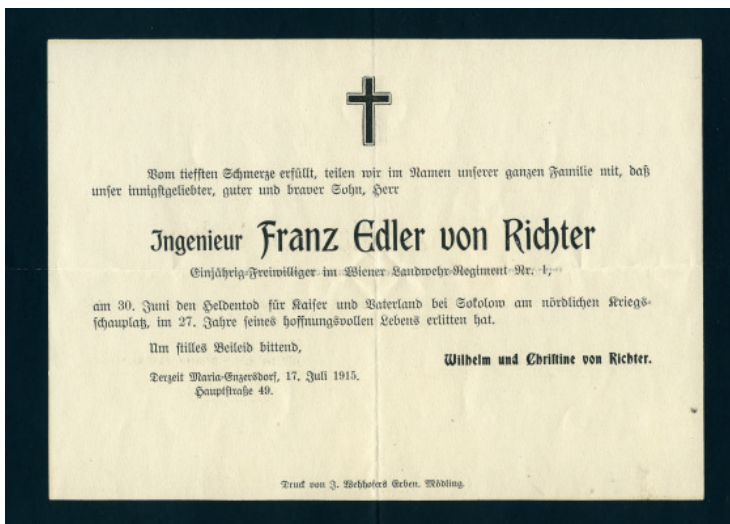 Vom tiefsten Schmerze erfüllt, teilen wir im Namen unserer ganzen Familie mit, daß
unser innigstgeliebter, guter und braver Sohn, Herr
Ingenieur Franz Edler von Richter
Einjährig-Freiwilliger im Wiener Landwehr-Regiment Nr. 1,
am 30. Juni den Heldentod für Kaiser und Vaterland bei Sokolow am nördlichen Kriegs-
schauplatz, im 27. Jahre seines hoffnungsvollen Lebens erlitten hat.
Um stilles Beileid bittend,
Wilhelm und Christine von Richter.
Derzeit Maria-Enzersdorf, 17. Juli 1915.
Hauptstraße 49.
Druck von J. Wehhofers Erben. Mödling.